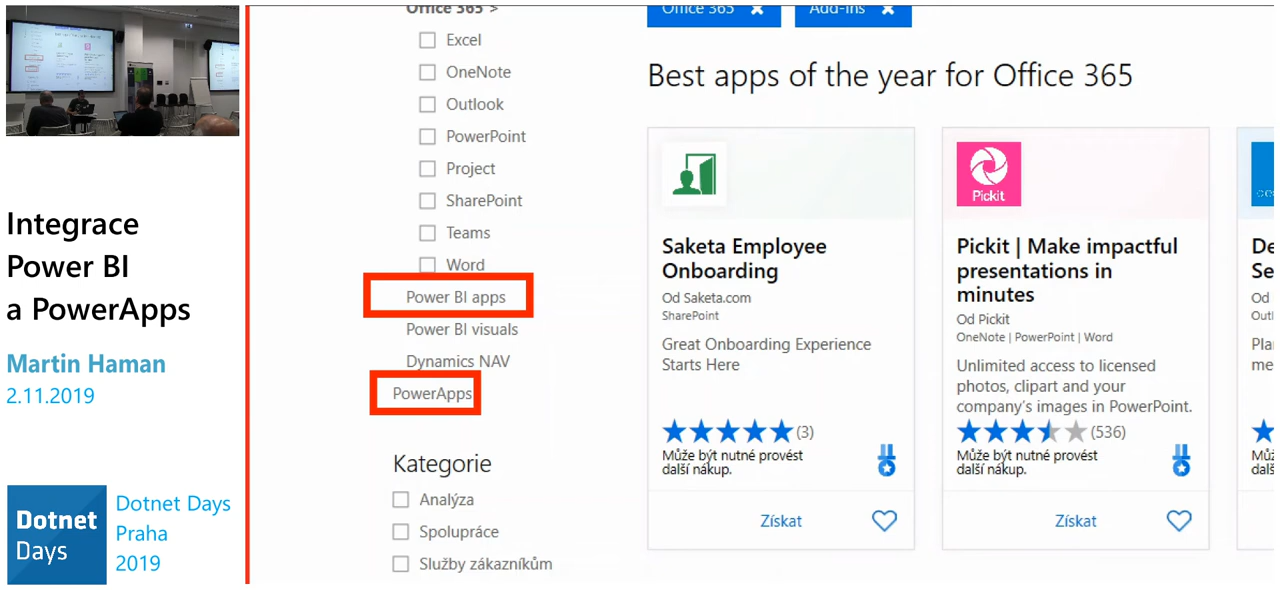 Integrace
Power BI
a PowerApps
Martin Haman
2.11.2019
Dotnet
Days
Dotnet Days
Praha
2019
Office 365 >
Excel
OneNote
Outlook
PowerPoint
Project
SharePoint
Teams
Word
Power BI apps
Power BI visuals
Dynamics NAV
PowerApps
Kategorie
Analýza
Spolupráce
Služby zákazníkům
Office 365
Add-ins
Best apps of the year for Office 365
Saketa Employee
Onboarding
Od Saketa.com
SharePoint
Great Onboarding Experience
Starts Here
(3)
Může být nutné provést
další nákup.
Získat
Pickit
Pickit | Make impactful
presentations in
minutes
Od Pickit
OneNote | PowerPoint | Word
Unlimited access to licensed
photos, clipart and your
company's images in PowerPoint.
(536)
Může být nutné provést
další nákup.
Získat
Od